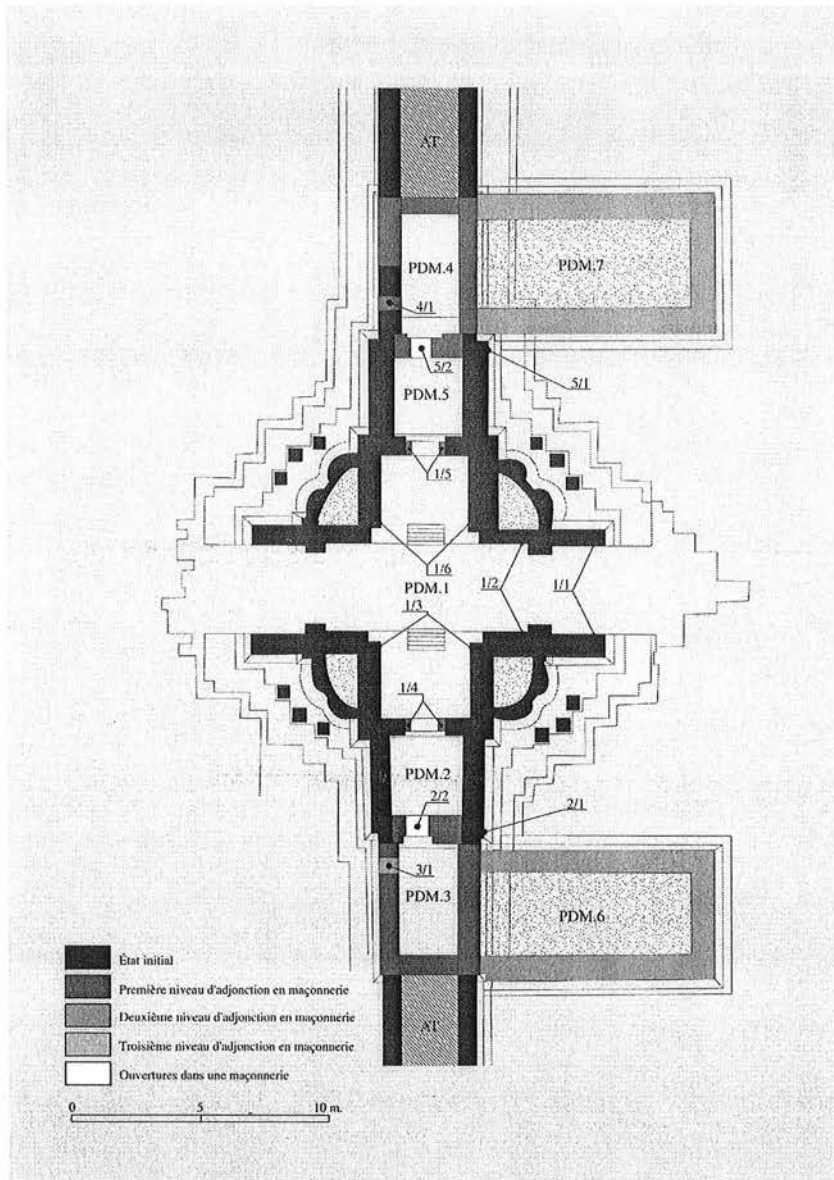 AT
PDM.4
PDM.7
4/1
5/2
5/1
PDM.5
1/5
1/6
1/2
1/1
PDM.1
1/3
1/4
PDM.2
2/2
2/1
3/1
PDM.3
PDM.6
État initial
Première niveau d'adjonction en maçonnerie
Deuxième niveau d'adjonction en maçonnerie
Troisième niveau d'adjonction en maçonnerie
Ouvertures dans une maçonnerie
AT
0 5 10 m.